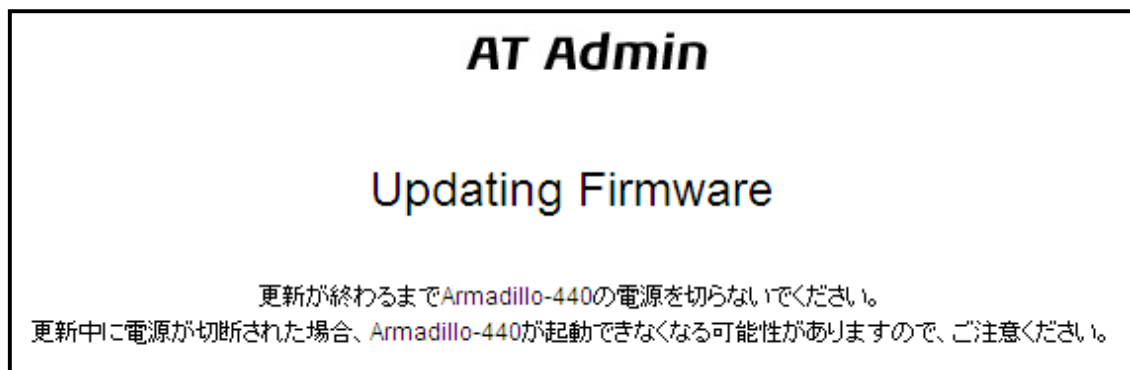 AT Admin
Updating Firmware
更新が終わるまでArmadillo-440の電源を切らないでください。
更新中に電源が切断された場合、Armadillo-440が起動できなくなる可能性がありますので、ご注意ください。